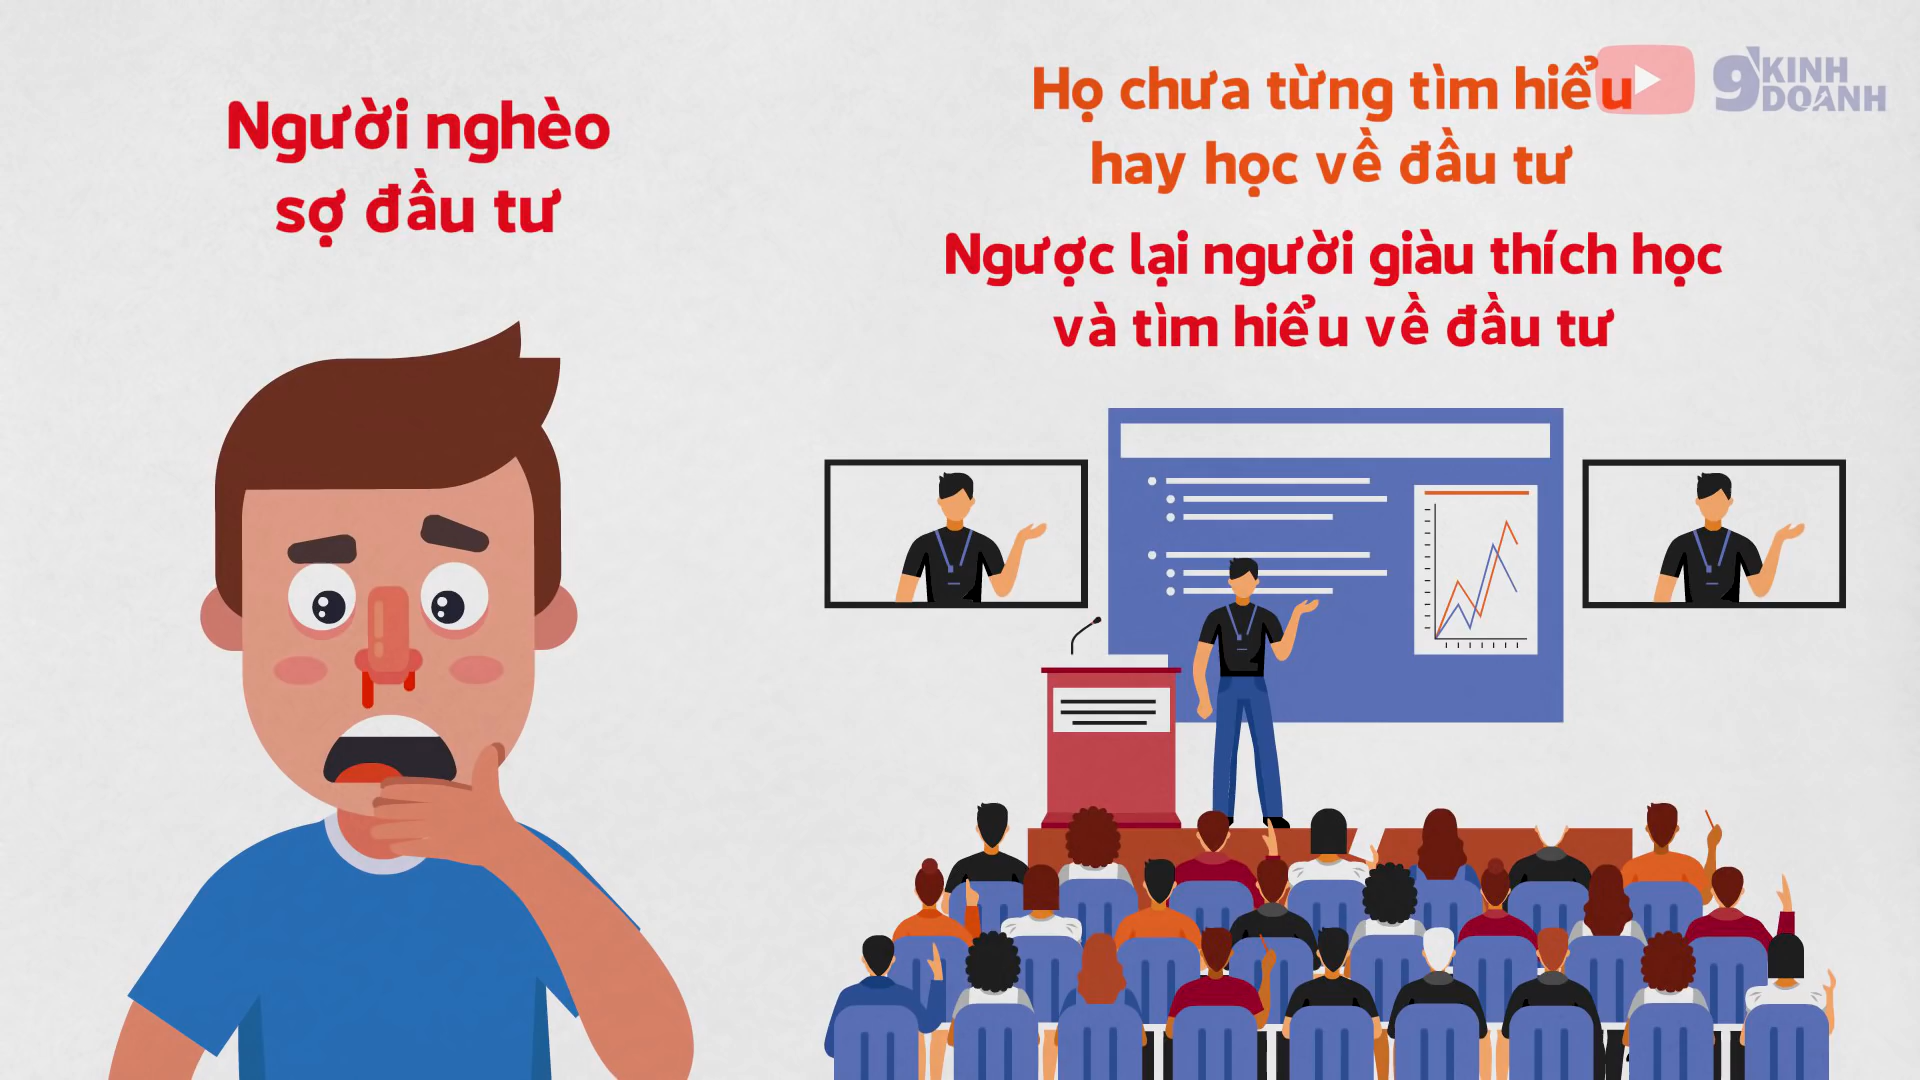 Người nghèo
sợ đầu tư
Họ chưa từng tìm hiểu
hay học về đầu tư
Ngược lại người giàu thích học
và tìm hiểu về đầu tư
9 KINH
DOANH